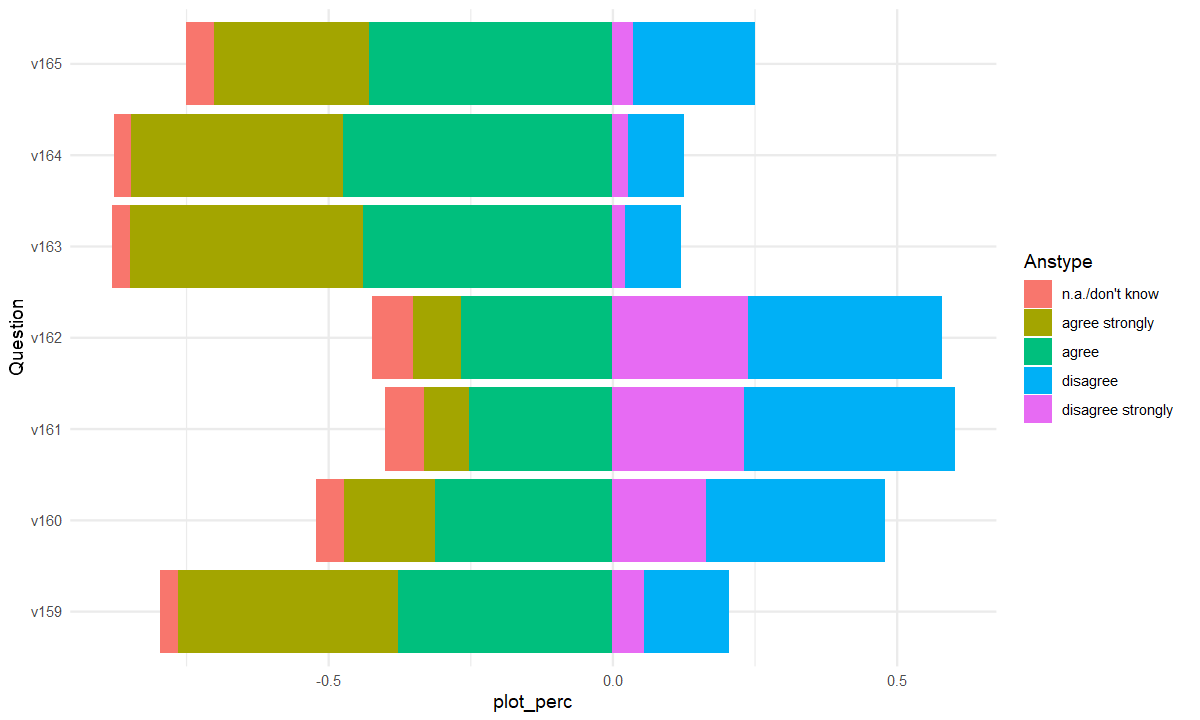 v165
v164
v163
v162
v161
v160
v159
Question
-0.5
0.0
0.5
plot_perc
Anstype
n.a./don't know
agree strongly
agree
disagree
disagree strongly